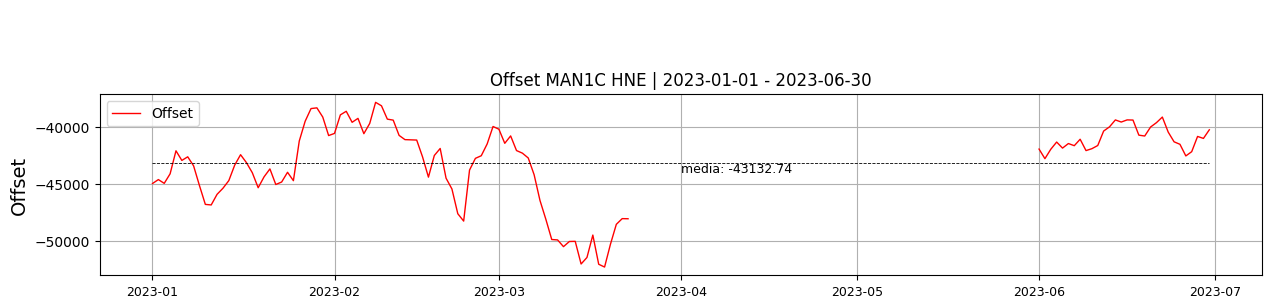 Offset MAN1C HNE | 2023-01-01 - 2023-06-30
Offset
−40000
−45000
−50000
Offset
media: -43132.74
2023-01
2023-02
2023-03
2023-04
2023-05
2023-06
2023-07